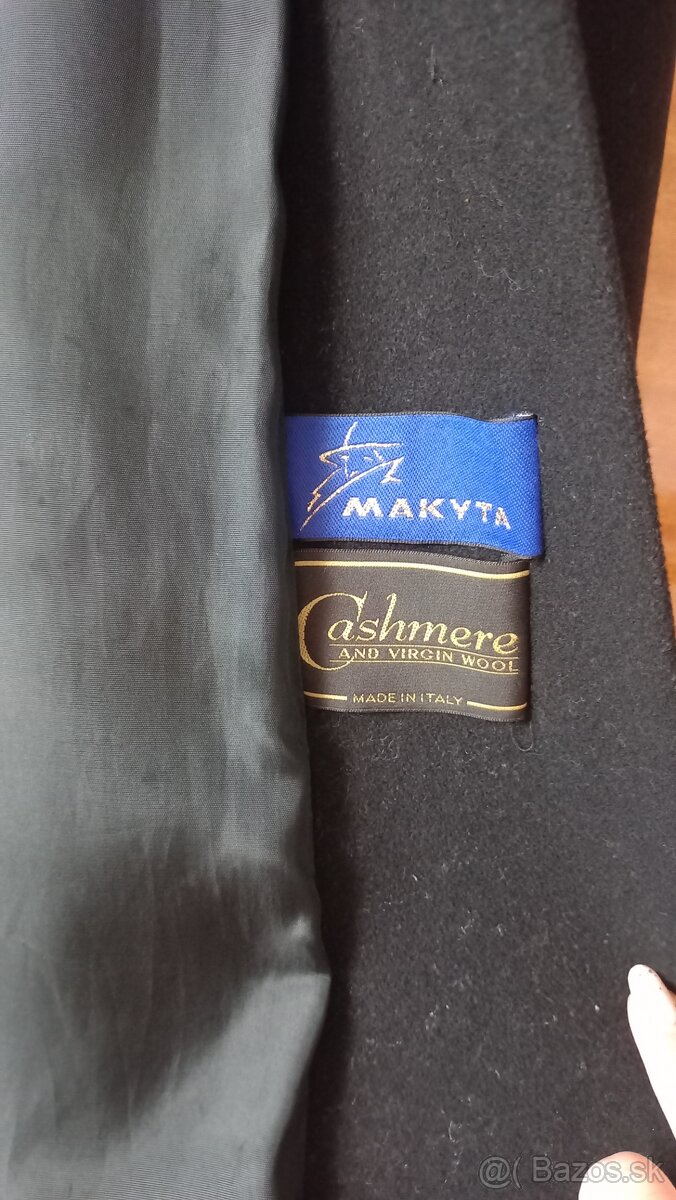 MAKYTA
Cashmere
AND VIRGIN WOOL
MADE IN ITALY
@( Bazos.sk